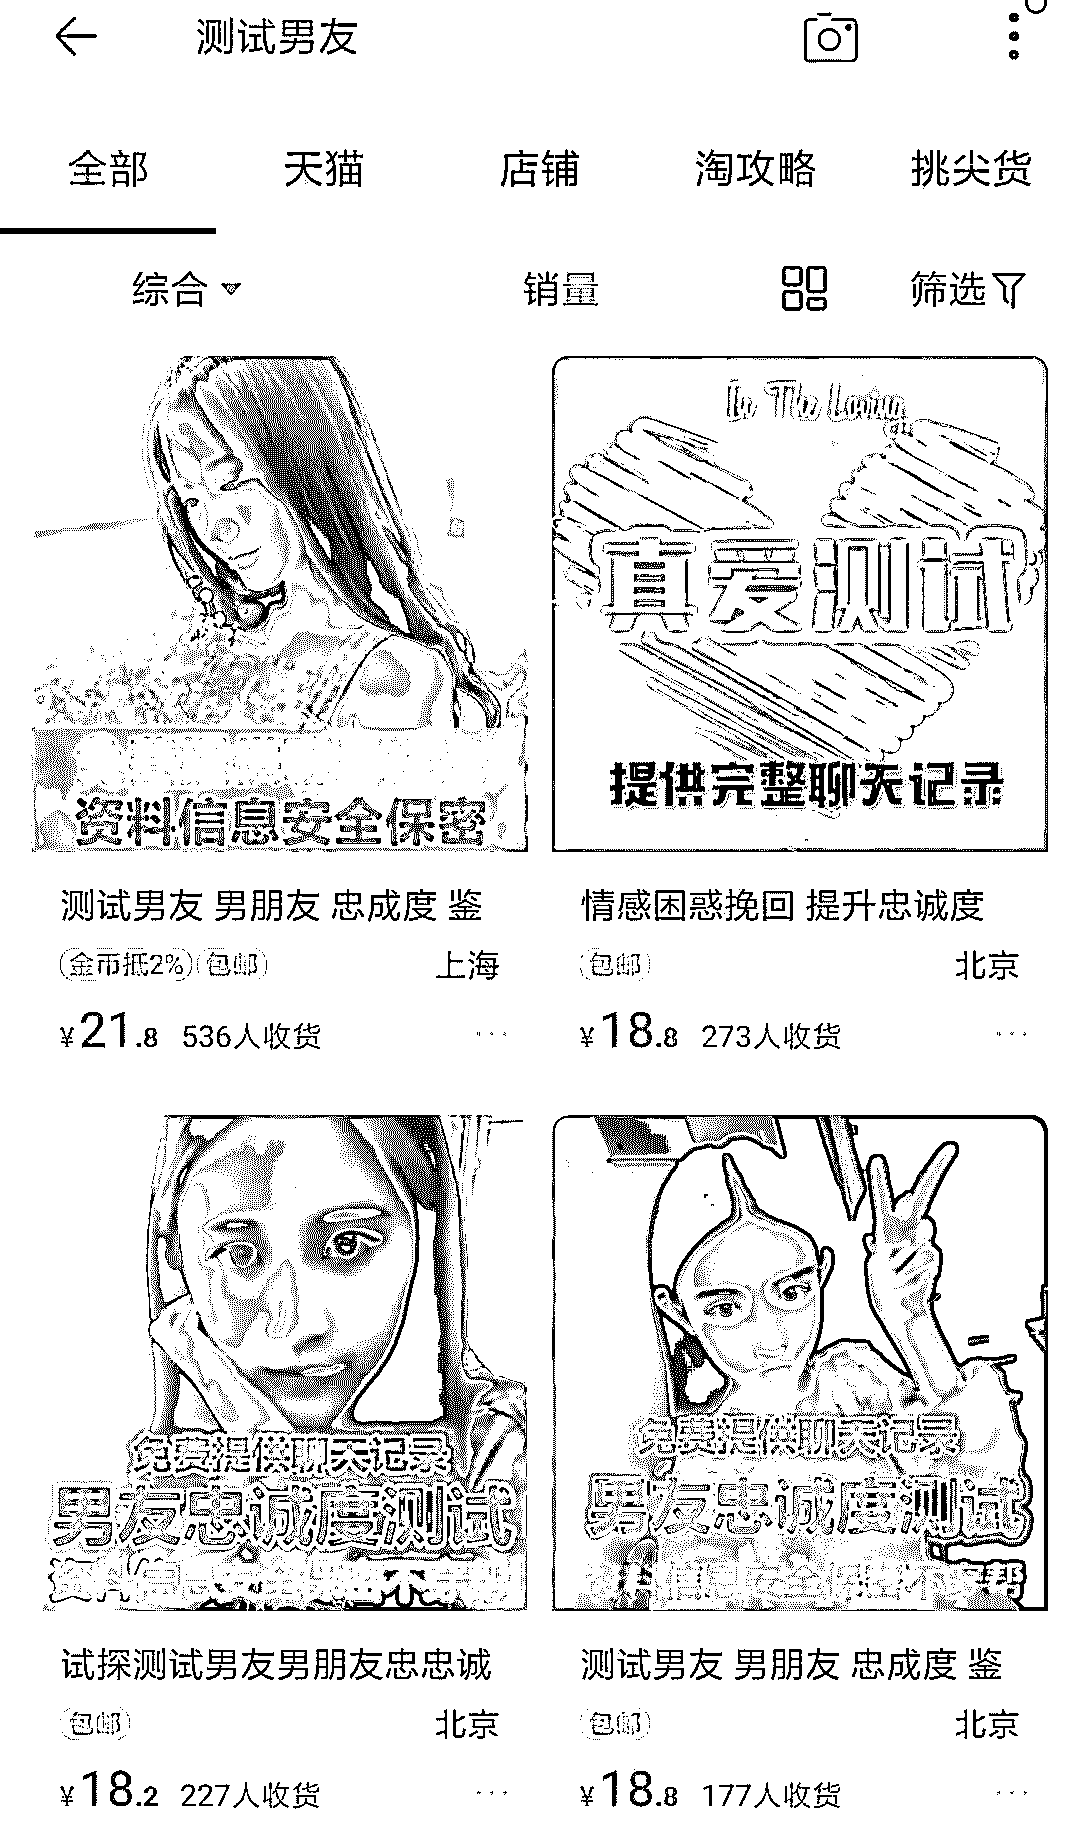 测试男友
全部 天猫 店铺 淘攻略 挑尖货
综合 销量 筛选
资料信息安全保密
测试男友 男朋友 忠成度 鉴
金币抵2% 包邮 上海
¥21.8 536人收货
In The Loving
真爱测试
提供完整聊天记录
情感困惑挽回 提升忠诚度
包邮 北京
¥18.8 273人收货
免费提供聊天记录
男友忠诚度测试
试探测试男友男朋友忠忠诚
包邮 北京
¥18.2 227人收货
免费提供聊天记录
男友忠诚度测试
测试男友 男朋友 忠成度 鉴
包邮 北京
¥18.8 177人收货